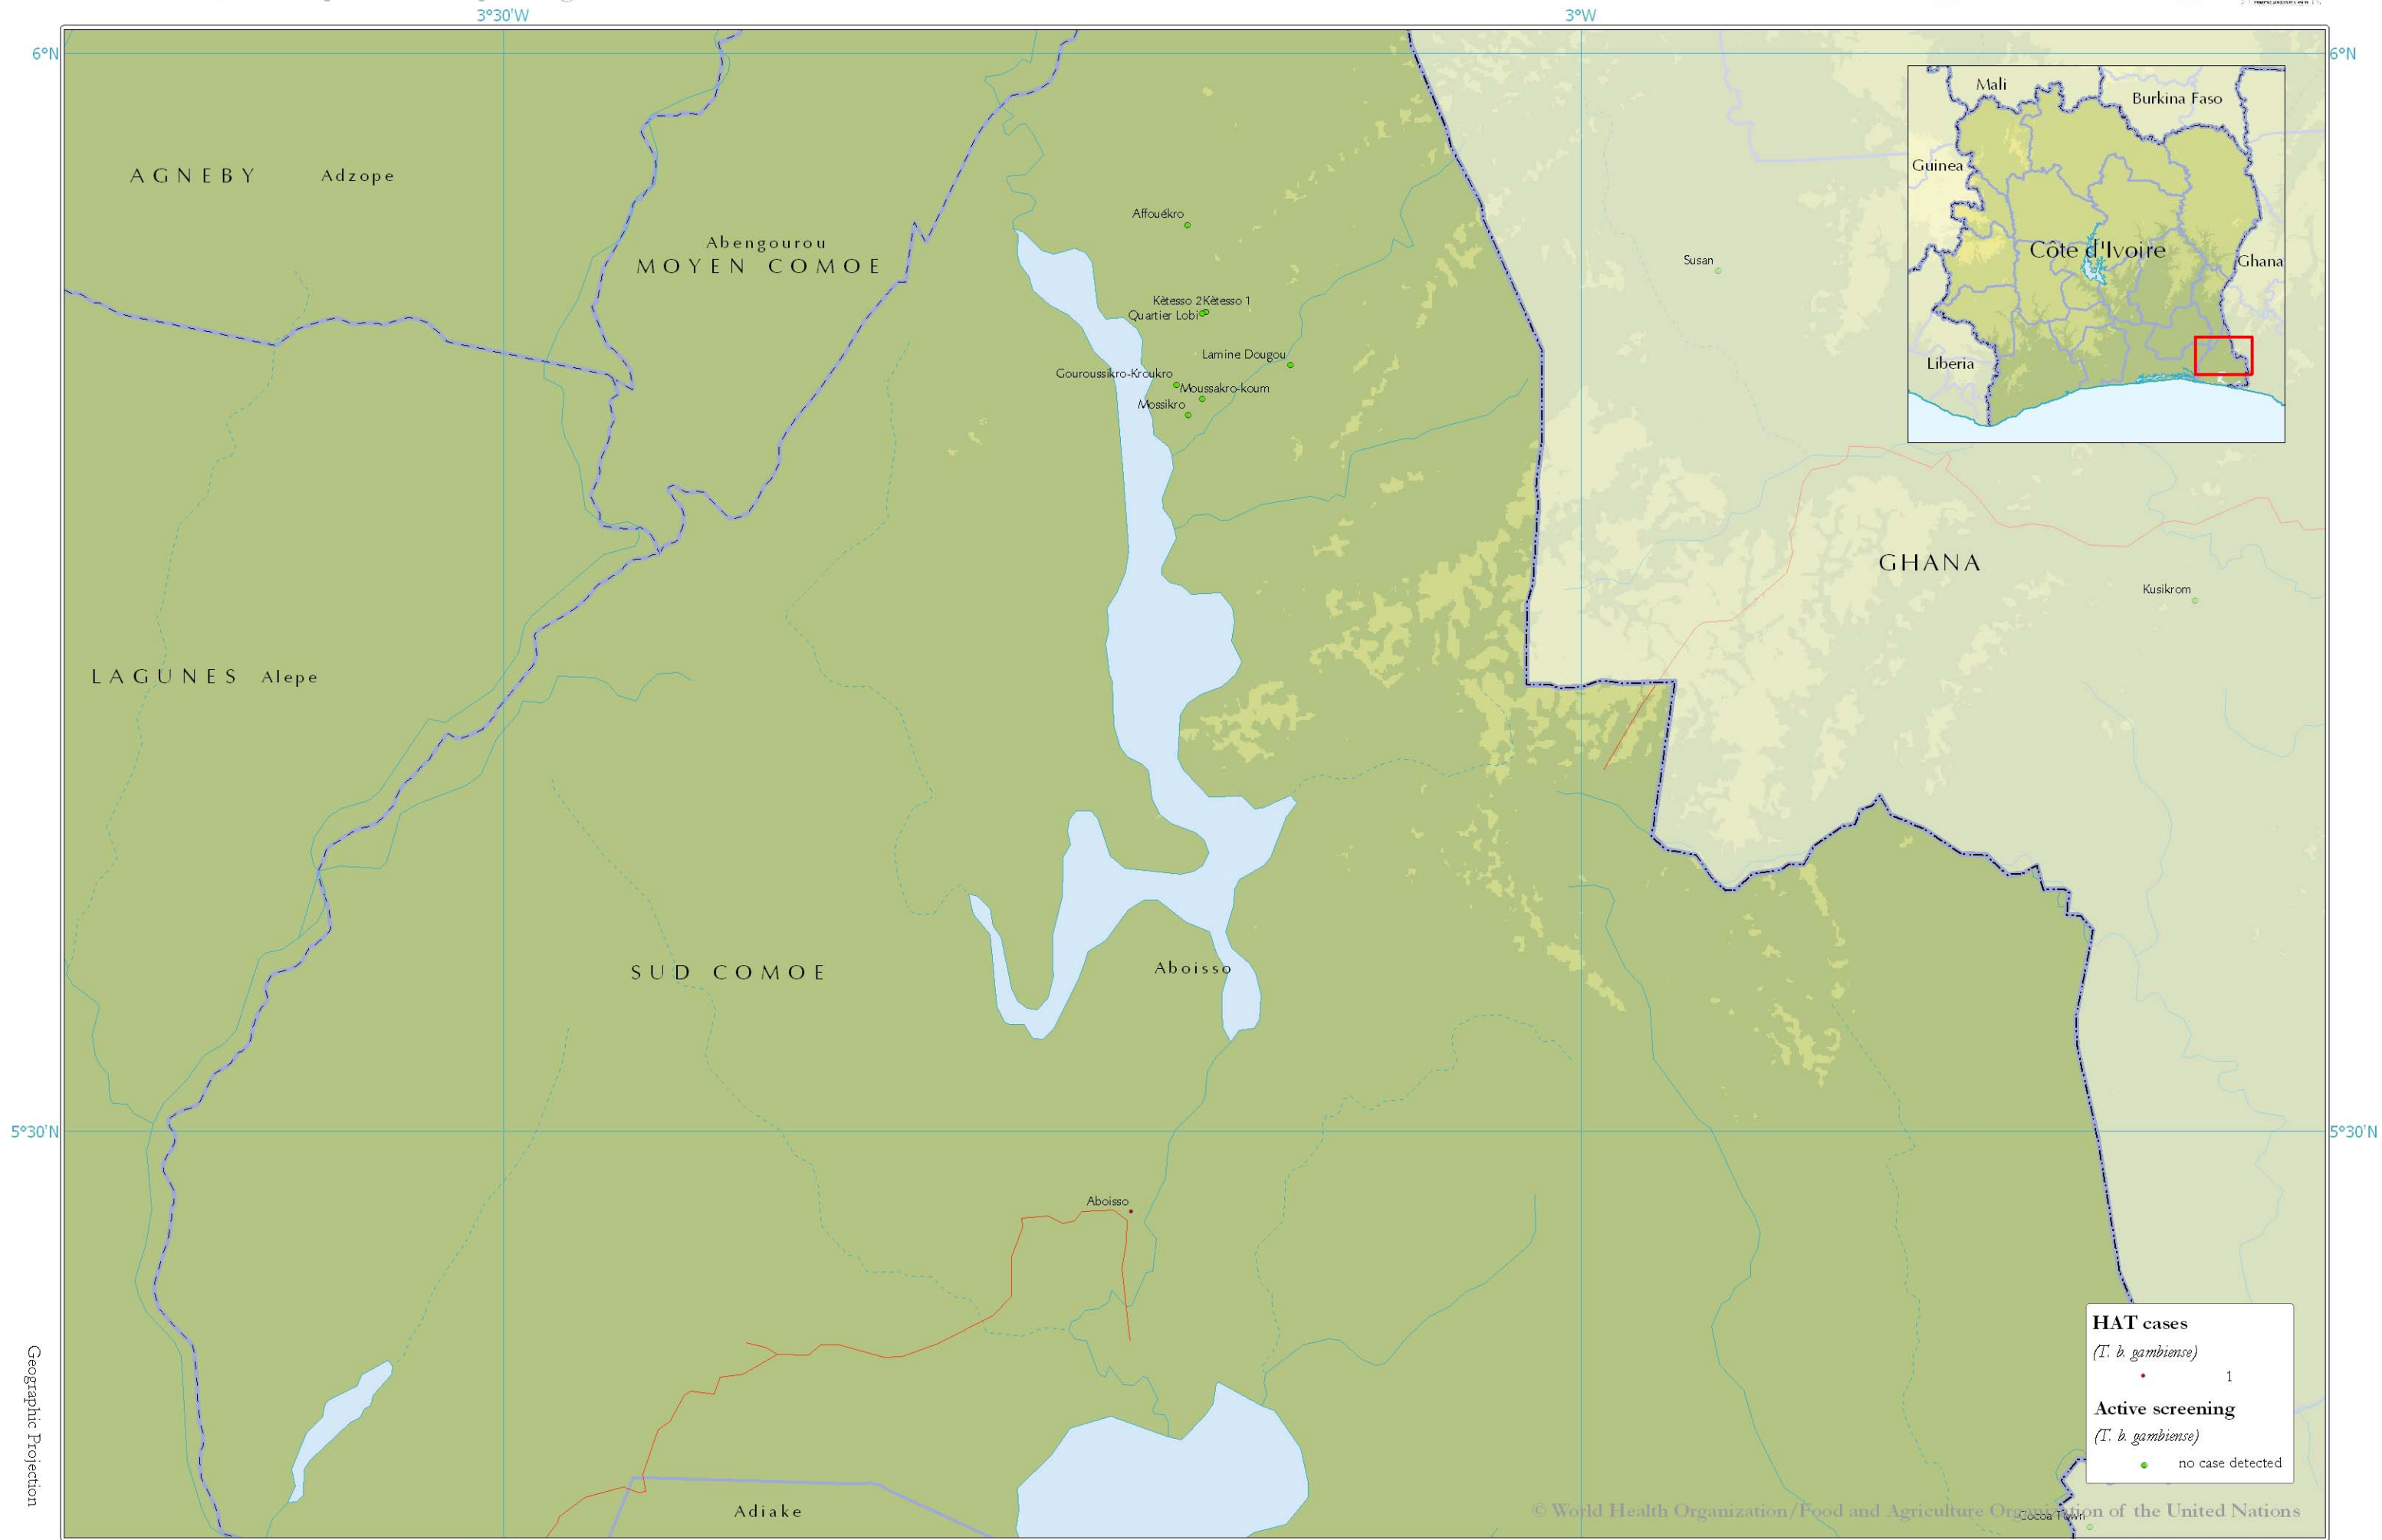 3°30'W
3°W
6°N
6°N
Mali
Burkina Faso
Guinea
Côte d'Ivoire
Ghana
Liberia
AGNEBY
Adzope
Abengourou
MOYEN COMOE
Affouékro
Susan
Kètesso 2
Kètesso 1
Quartier Lobi
Lamine Dougou
Gouroussikro-Kroukro
Moussakro-koum
Mossikro
GHANA
Kusikrom
LAGUNES
Alepe
SUD COMOE
Aboisso
5°30'N
5°30'N
Aboisso
HAT cases
(T. b. gambiense)
1
Active screening
(T. b. gambiense)
no case detected
Geographic Projection
Adiake
© World Health Organization/Food and Agriculture Organization of the United Nations
Cocoa Town